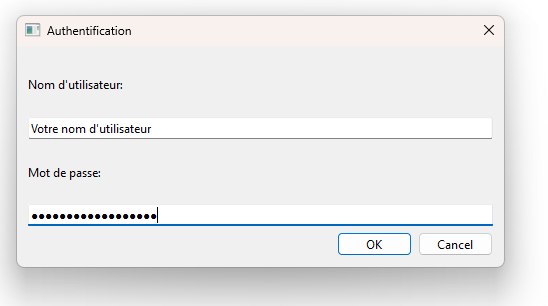 Authentification
Nom d'utilisateur:
Votre nom d'utilisateur
Mot de passe:
●●●●●●●●●●●●●●●●●●
OK Cancel